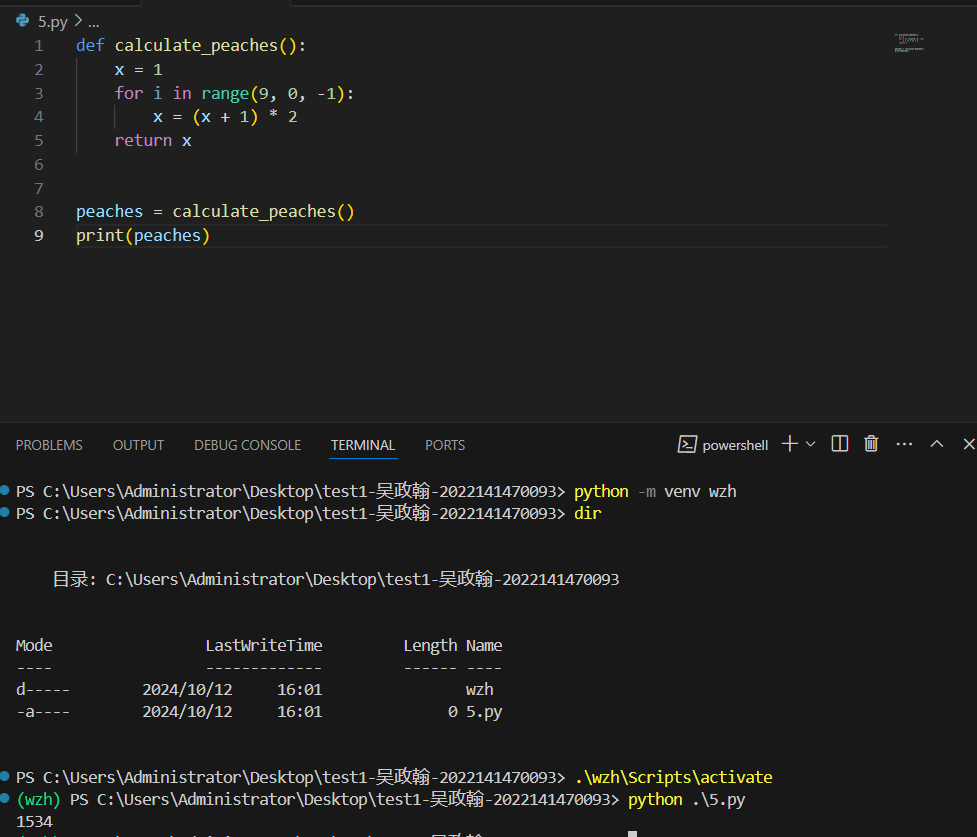 5.py > ...
1 def calculate_peaches():
2     x = 1
3     for i in range(9, 0, -1):
4         x = (x + 1) * 2
5     return x
6
7
8 peaches = calculate_peaches()
9 print(peaches)
PROBLEMS OUTPUT DEBUG CONSOLE TERMINAL PORTS powershell
PS C:\Users\Administrator\Desktop\test1-吴政翰-2022141470093> python -m venv wzh
PS C:\Users\Administrator\Desktop\test1-吴政翰-2022141470093> dir
目录: C:\Users\Administrator\Desktop\test1-吴政翰-2022141470093
Mode LastWriteTime Length Name
---- ------------- ------ ----
d----- 2024/10/12 16:01 wzh
-a---- 2024/10/12 16:01 0 5.py
PS C:\Users\Administrator\Desktop\test1-吴政翰-2022141470093> .\wzh\Scripts\activate
(wzh) PS C:\Users\Administrator\Desktop\test1-吴政翰-2022141470093> python .\5.py
1534